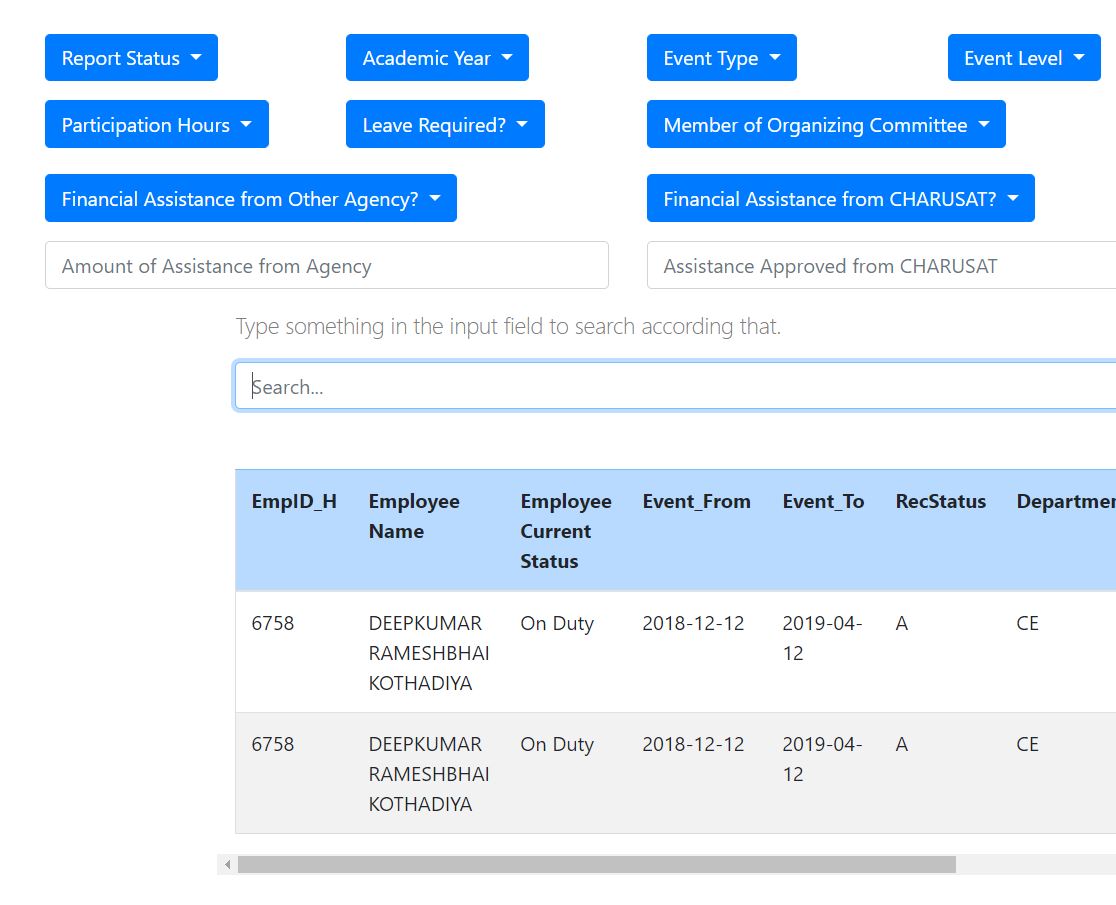 Report Status Academic Year Event Type Event Level
Participation Hours Leave Required? Member of Organizing Committee
Financial Assistance from Other Agency? Financial Assistance from CHARUSAT?
Amount of Assistance from Agency Assistance Approved from CHARUSAT
Type something in the input field to search according that.
Search...
EmpID_H Employee Event_From Event_To RecStatus
Name Current
Status
6758 DEEPKUMAR On Duty 2018-12-12 2019-04- A CE
RAMESHBHAI 12
KOTHADIYA
6758 DEEPKUMAR On Duty 2018-12-12 2019-04- A CE
RAMESHBHAI 12
KOTHADIYA